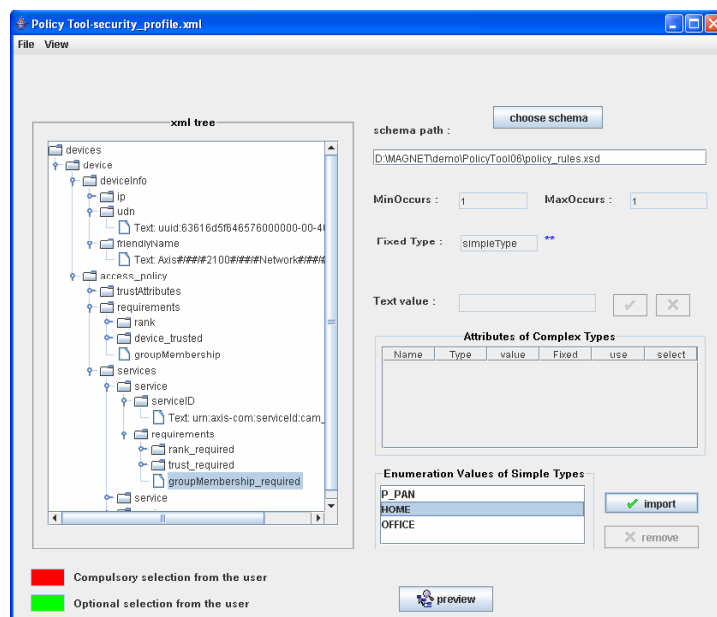 Policy Tool-security_profile.xml
File View
xml tree
devices
device
deviceInfo
ip
udn
Text: uuid:63616d5f646576000000-00-4
friendlyName
Text: Axis#/###2100#/###Network#/###
access_policy
trustAttributes
requirements
rank
device_trusted
groupMembership
services
service
serviceID
Text: urn:axis-com:serviceId:cam_
requirements
rank_required
trust_required
groupMembership_required
service
choose schema
schema path :
D:\MAGNET\demo\PolicyTool06\policy_rules.xsd
MinOccurs : 1 MaxOccurs : 1
Fixed Type : simpleType **
Text value :
Attributes of Complex Types
Name Type value Fixed use select
Enumeration Values of Simple Types
P_PAN
HOME
OFFICE
import
remove
Compulsory selection from the user
Optional selection from the user
preview